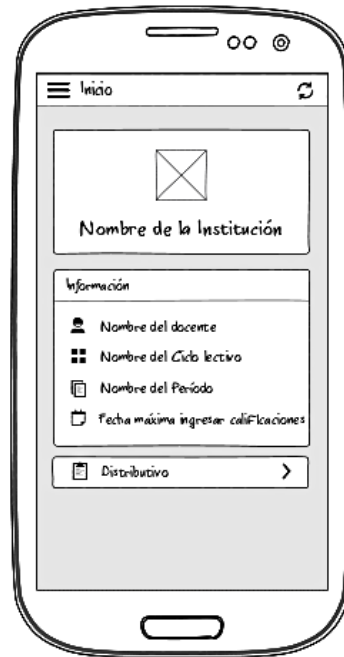 Inicio
Nombre de la Institución
Información
Nombre del docente
Nombre del Ciclo lectivo
Nombre del Período
Fecha máxima ingresar calificaciones
Distributivo